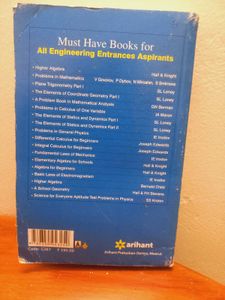 Must Have Books for
All Engineering Entrances Aspirants
Higher Algebra Hall & Knight
Problems in Mathematics V Govorov, P Dybov, N Miroshin, S Smirnova
Plane Trigonometry Part I SL Loney
The Elements of Coordinate Geometry Part I SL Loney
A Problem Book in Mathematical Analysis GN Berman
Problems in Calculus of One Variable IA Maron
The Elements of Statics and Dynamics Part I SL Loney
The Elements of Statics and Dynamics Part II SL Loney
Problems in General Physics IE Irodov
Differential Calculus for Beginners Joseph Edwards
Integral Calculus for Beginners Joseph Edwards
Fundamental Laws of Mechanics IE Irodov
Elementary Algebra for Schools Hall & Knight
Algebra for Beginners Hall & Knight
Basic Laws of Electromagnetism IE Irodov
Higher Algebra Bernard Child
A School Geometry Hall & FH Stevens
Science for Everyone Aptitude Test Problems in Physics SS Krotov
arihant
Arihant Prakashan (Series), Meerut
Code: